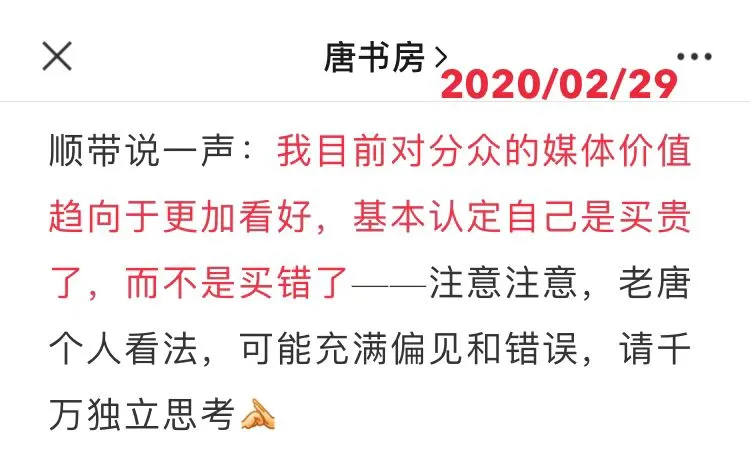 唐书房
2020/02/29
顺带说一声：我目前对分众的媒体价值
趋向于更加看好，基本认定自己是买贵
了，而不是买错了——注意注意，老唐
个人看法，可能充满偏见和错误，请千
万独立思考